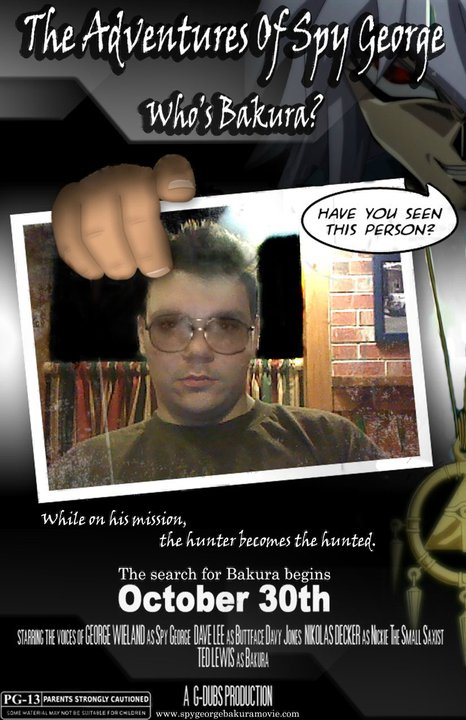 The Adventures Of Spy George
Who's Bakura?
HAVE YOU SEEN
THIS PERSON?
While on his mission,
the hunter becomes the hunted.
The search for Bakura begins
October 30th
STARRING THE VOICES OF GEORGE WIELAND AS SPY GEORGE DAVE LEE AS BUTTFACE DAVY JONES NIKOLAS DECKER AS NICKIE THE SMALL SAXIST
TED LEWIS AS BAKURA
PG-13 PARENTS STRONGLY CAUTIONED
SOME MATERIAL MAY NOT BE SUITABLE FOR CHILDREN
A G-DUBS PRODUCTION
www.spygeorgebakuramovie.com